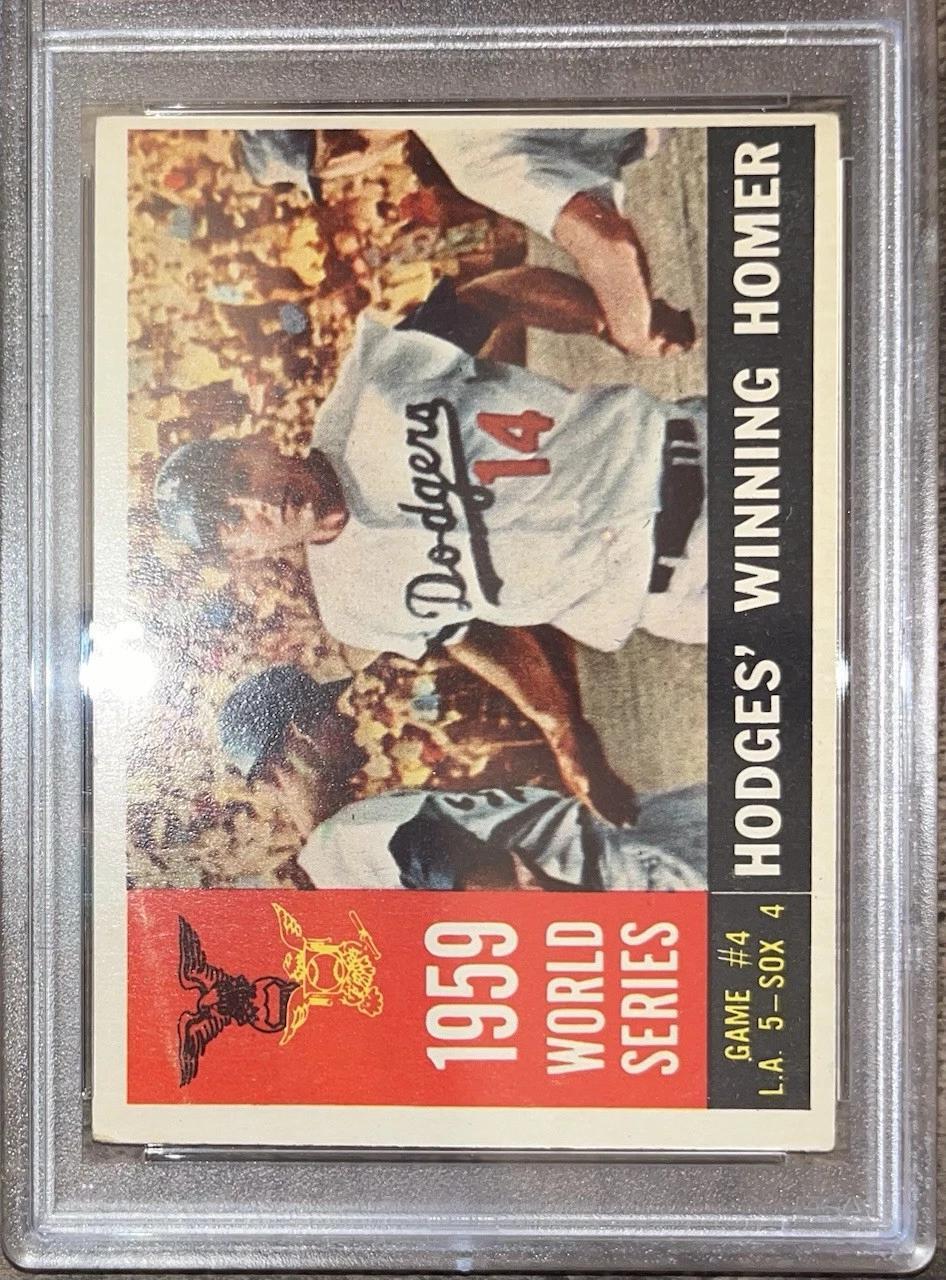 1959
WORLD
SERIES
GAME #4
L.A. 5-SOX 4
HODGES' WINNING HOMER
Dodgers
14